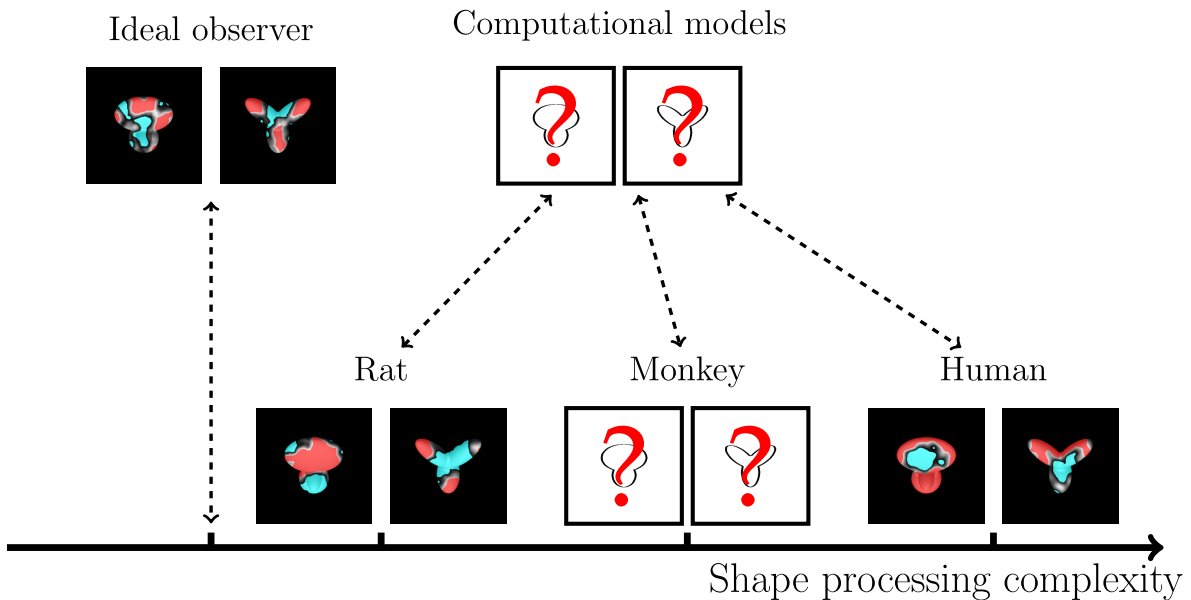 Ideal observer
Computational models
? ?
Rat
Monkey
Human
? ?
Shape processing complexity